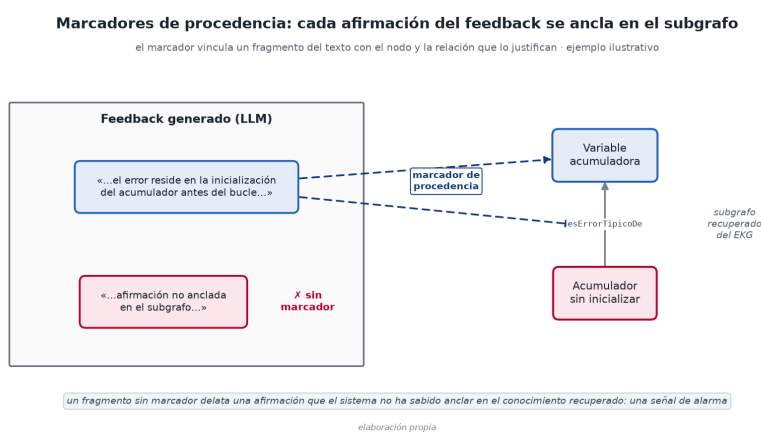 Marcadores de procedencia: cada afirmación del feedback se ancla en el subgrafo
el marcador vincula un fragmento del texto con el nodo y la relación que lo justifican · ejemplo ilustrativo
Feedback generado (LLM)
«…el error reside en la inicialización
del acumulador antes del bucle…»
marcador de
procedencia
Variable
acumuladora
esErrorTipicoDe
subgrafo
recuperado
del EKG
«…afirmación no anclada
en el subgrafo…»
✗ sin
marcador
Acumulador
sin inicializar
un fragmento sin marcador delata una afirmación que el sistema no ha sabido anclar en el conocimiento recuperado: una señal de alarma
elaboración propia